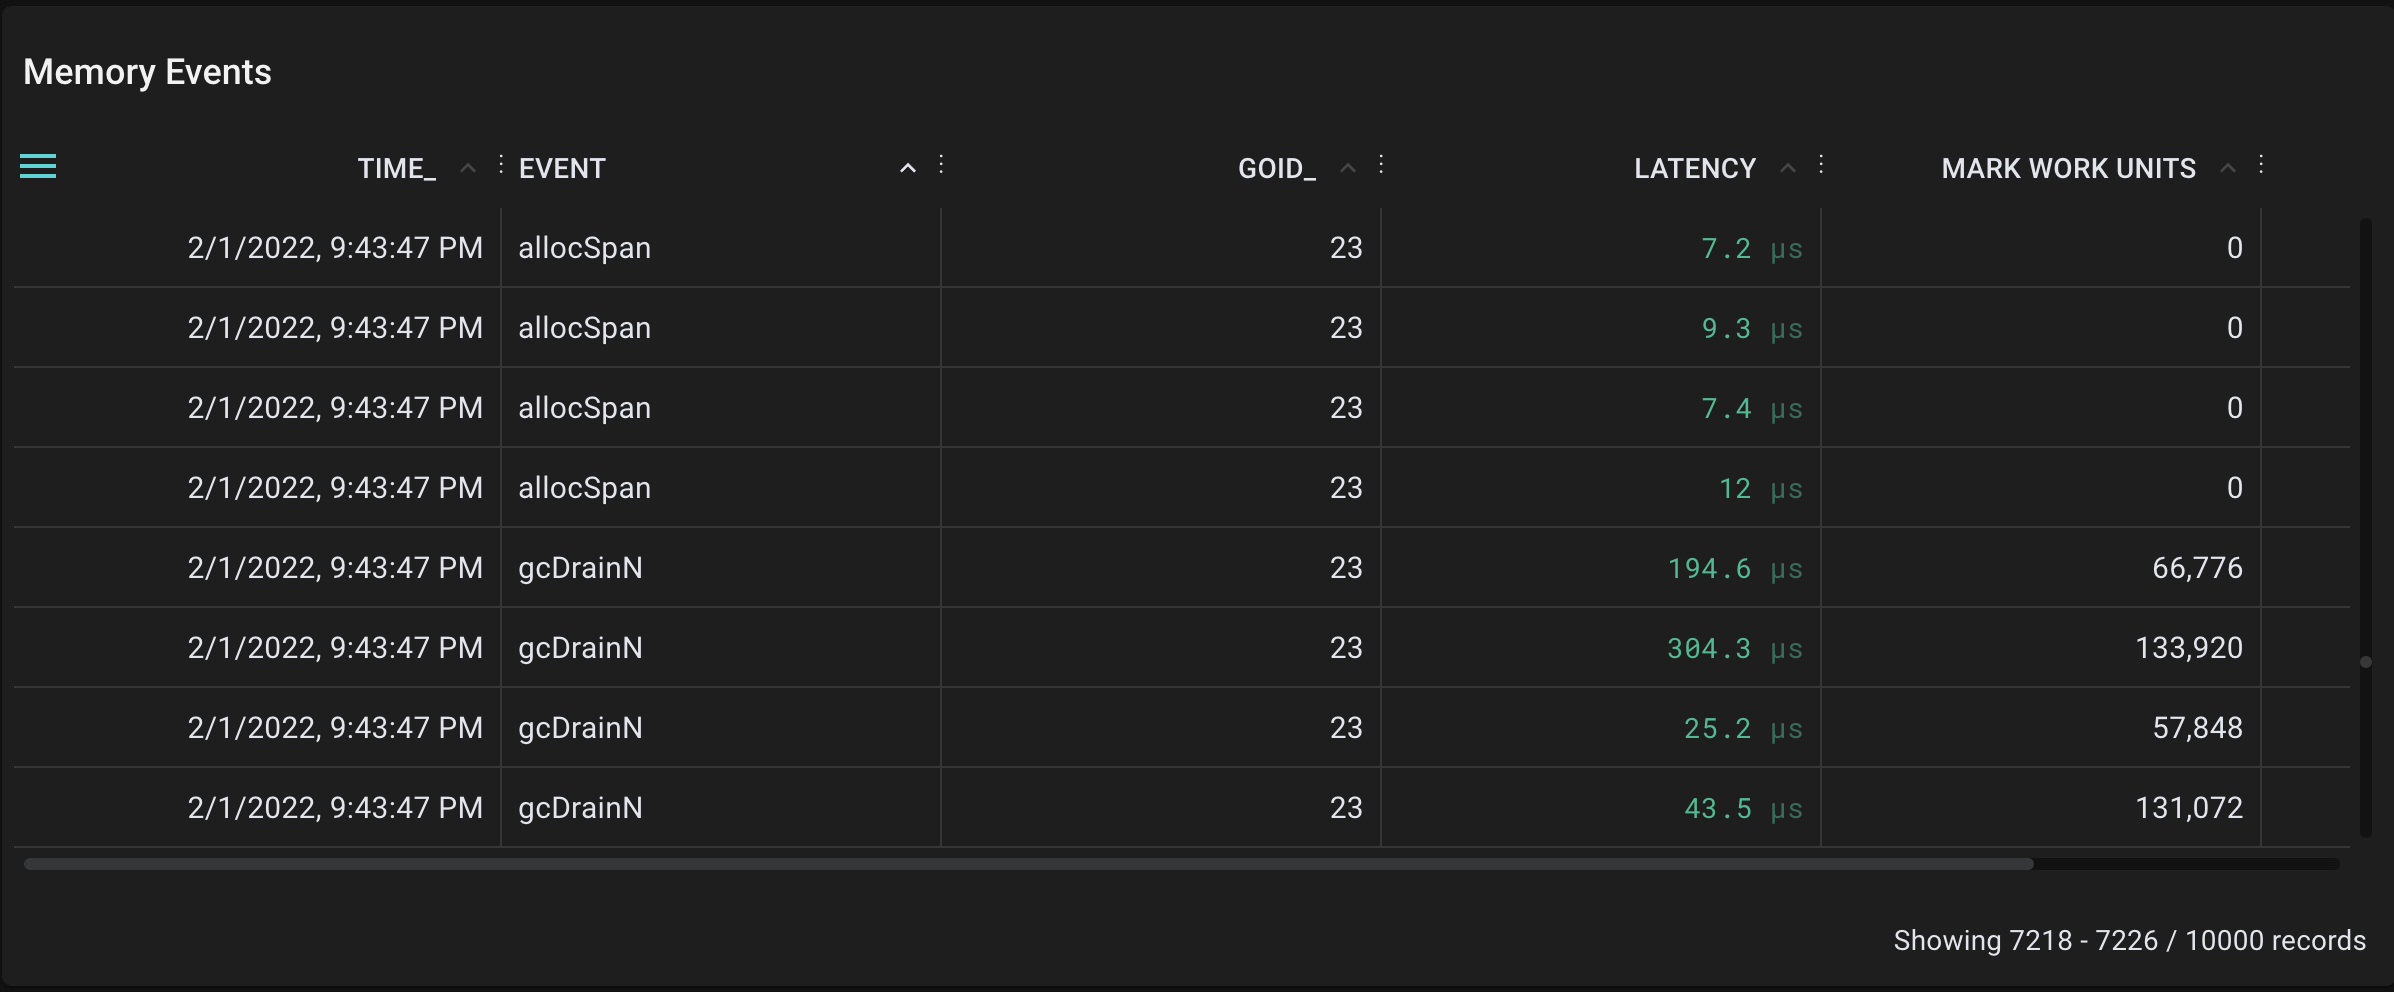 Memory Events
TIME_ EVENT GOID_ LATENCY MARK WORK UNITS
2/1/2022, 9:43:47 PM allocSpan 23 7.2 µs 0
2/1/2022, 9:43:47 PM allocSpan 23 9.3 µs 0
2/1/2022, 9:43:47 PM allocSpan 23 7.4 µs 0
2/1/2022, 9:43:47 PM allocSpan 23 12 µs 0
2/1/2022, 9:43:47 PM gcDrainN 23 194.6 µs 66,776
2/1/2022, 9:43:47 PM gcDrainN 23 304.3 µs 133,920
2/1/2022, 9:43:47 PM gcDrainN 23 25.2 µs 57,848
2/1/2022, 9:43:47 PM gcDrainN 23 43.5 µs 131,072
Showing 7218 - 7226 / 10000 records